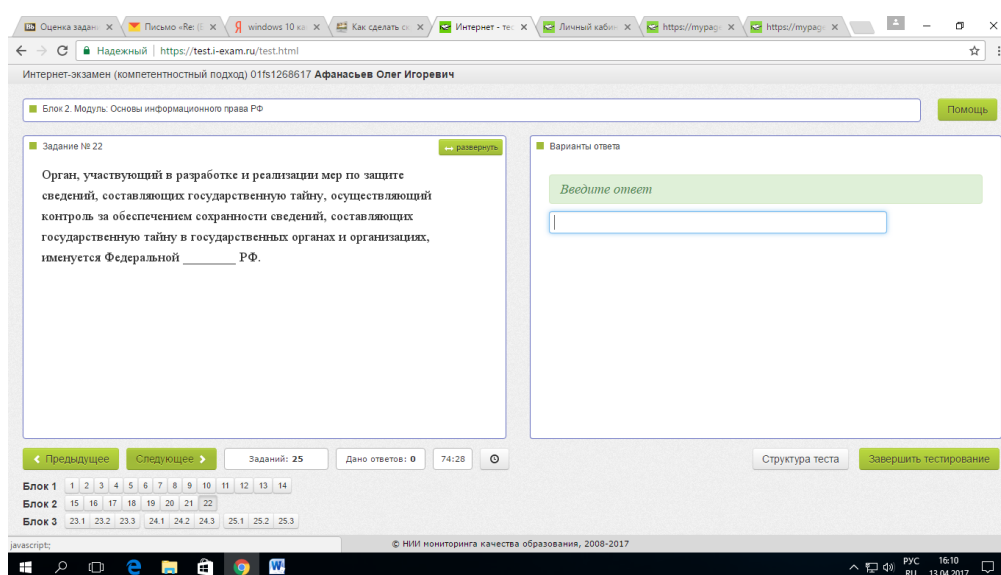 Оценка задан
Письмо «Re: (Б
windows 10 ка
Как сделать ск
Интернет - тес
Личный кабин
https://mypage
https://mypage
Надежный | https://test.i-exam.ru/test.html
Интернет-экзамен (компетентностный подход) 01fs1268617 Афанасьев Олег Игоревич
Блок 2. Модуль: Основы информационного права РФ
Помощь
Задание № 22
развернуть
Орган, участвующий в разработке и реализации мер по защите
сведений, составляющих государственную тайну, осуществляющий
контроль за обеспечением сохранности сведений, составляющих
государственную тайну в государственных органах и организациях,
именуется Федеральной ________ РФ.
Варианты ответа
Введите ответ
Предыдущее
Следующее
Заданий: 25
Дано ответов: 0
74:28
Структура теста
Завершить тестирование
Блок 1 1 2 3 4 5 6 7 8 9 10 11 12 13 14
Блок 2 15 16 17 18 19 20 21 22
Блок 3 23.1 23.2 23.3 24.1 24.2 24.3 25.1 25.2 25.3
javascript:;
© НИИ мониторинга качества образования, 2008-2017
РУС
RU
16:10
13.04.2017